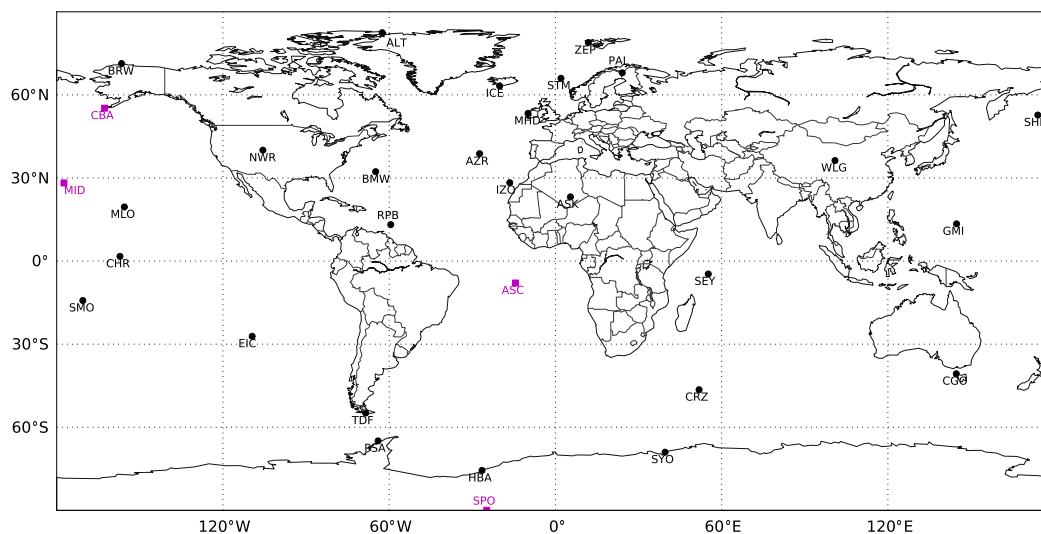 ALT
ZEP
BRW
PAL
STM
ICE
60°N
CBA
MHD
SHM
NWR
AZR
BMW
WLG
30°N
MID
IZO
ASK
MLO
RPB
GMI
0°
CHR
SEY
ASC
SMO
30°S
EIC
CGO
CRZ
TDF
60°S
PSA
SYO
HBA
SPO
120°W
60°W
0°
60°E
120°E